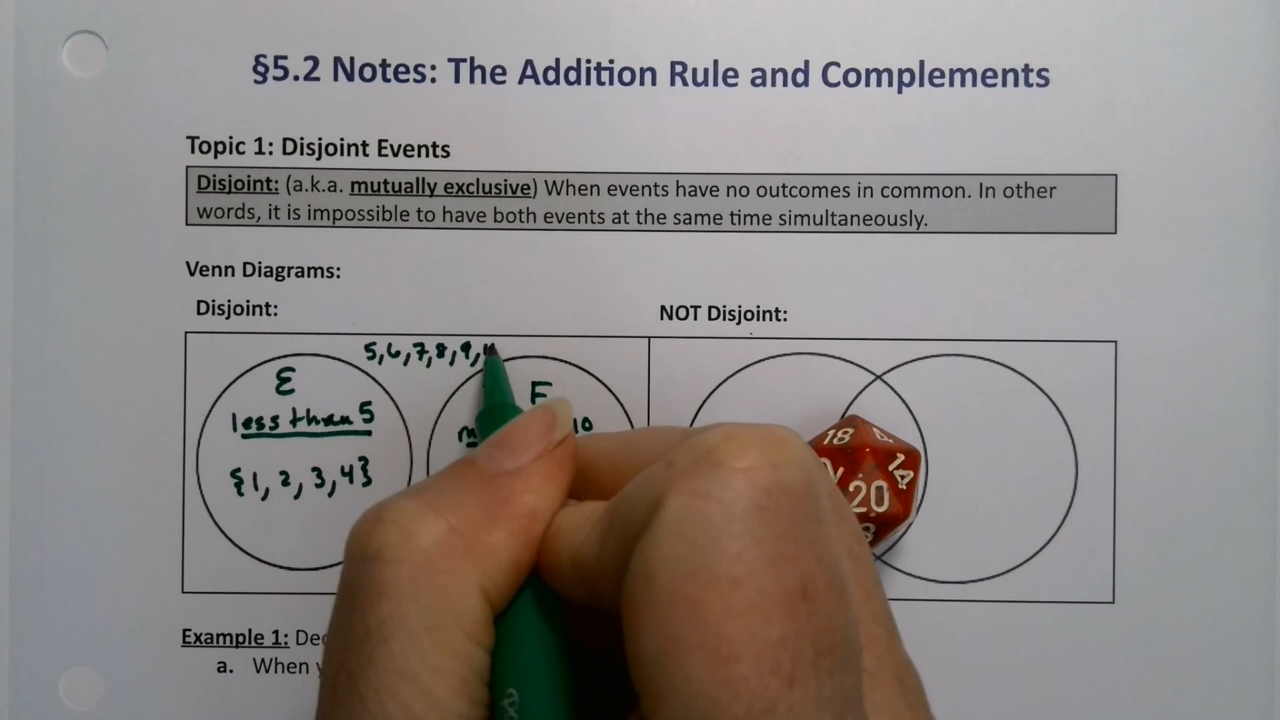 §5.2 Notes: The Addition Rule and Complements
Topic 1: Disjoint Events
Disjoint: (a.k.a. mutually exclusive) When events have no outcomes in common. In other
words, it is impossible to have both events at the same time simultaneously.
Venn Diagrams:
Disjoint:
NOT Disjoint:
5,6,7,8,9,
E
less than 5
{1, 2, 3, 4}
F
10
18
4
14
20
8
Example 1:
a. When